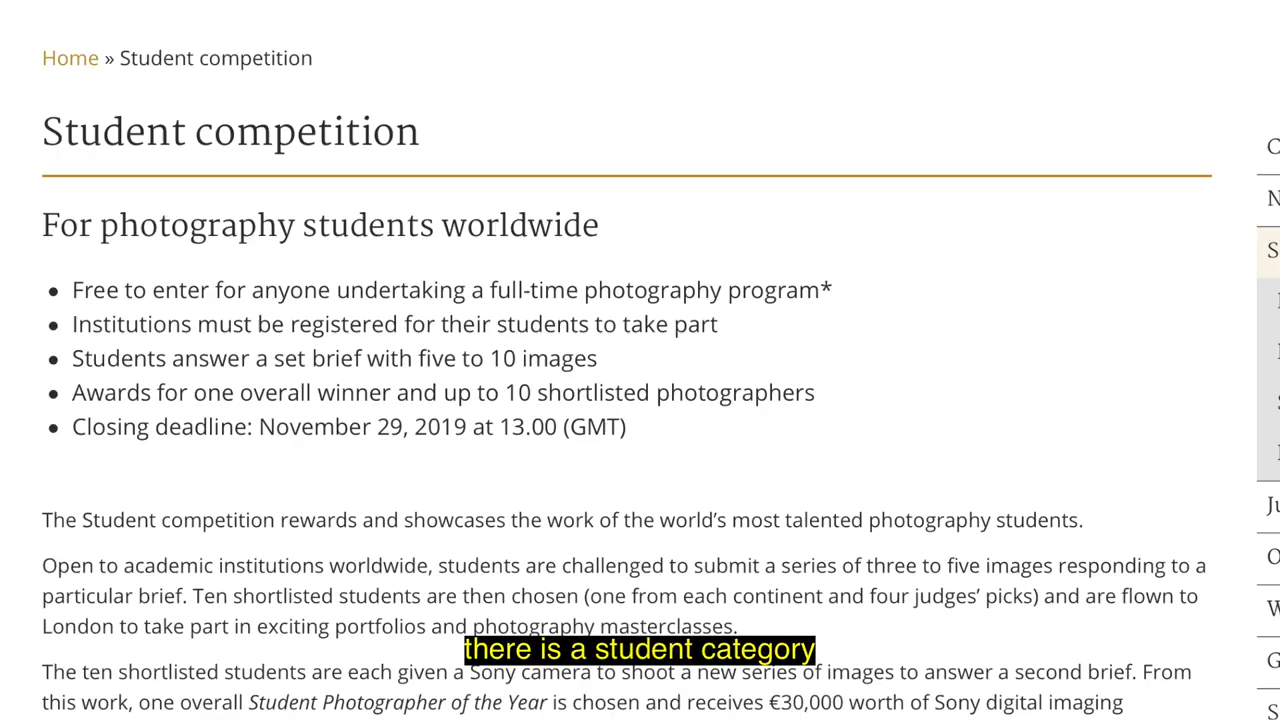 Home » Student competition
Student competition
For photography students worldwide
● Free to enter for anyone undertaking a full-time photography program*
● Institutions must be registered for their students to take part
● Students answer a set brief with five to 10 images
● Awards for one overall winner and up to 10 shortlisted photographers
● Closing deadline: November 29, 2019 at 13.00 (GMT)
The Student competition rewards and showcases the work of the world’s most talented photography students.
Open to academic institutions worldwide, students are challenged to submit a series of three to five images responding to a
particular brief. Ten shortlisted students are then chosen (one from each continent and four judges’ picks) and are flown to
London to take part in exciting portfolios and photography masterclasses.
there is a student category
The ten shortlisted students are each given a Sony camera to shoot a new series of images to answer a second brief. From
this work, one overall Student Photographer of the Year is chosen and receives €30,000 worth of Sony digital imaging